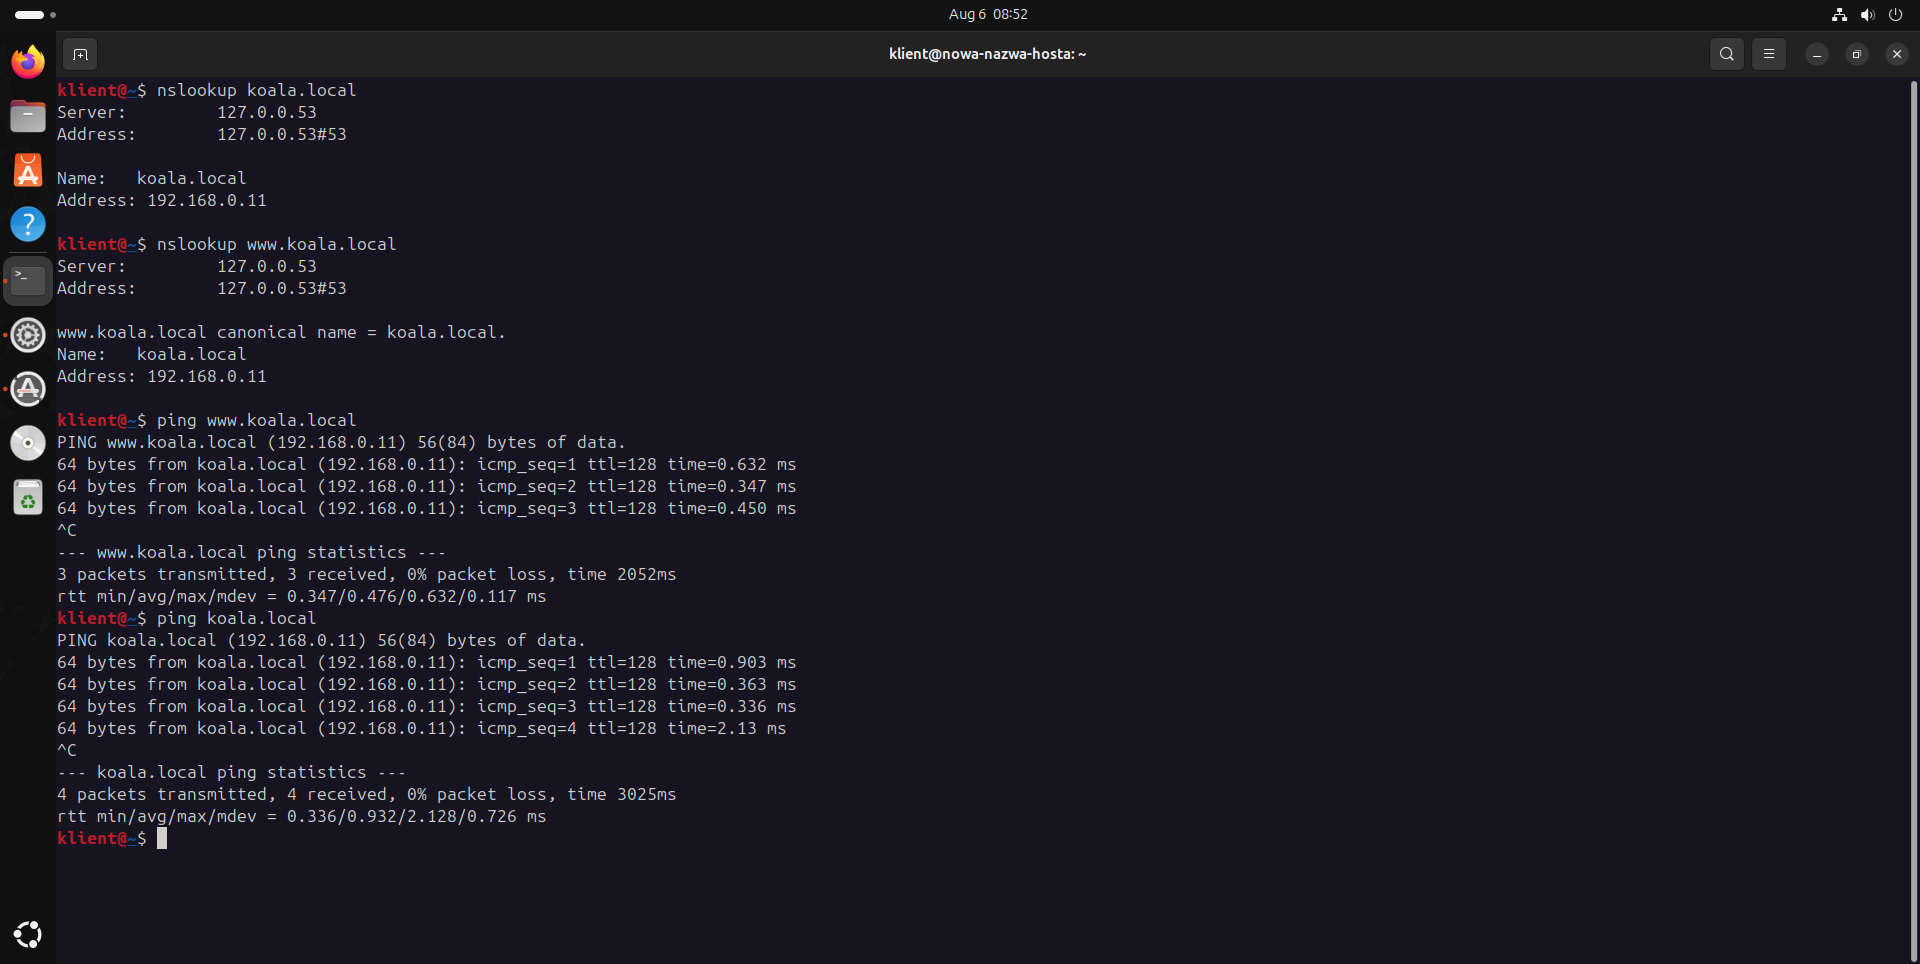 Aug 6 08:52
klient@nowa-nazwa-hosta: ~
klient@~$ nslookup koala.local
Server: 127.0.0.53
Address: 127.0.0.53#53
Name: koala.local
Address: 192.168.0.11
klient@~$ nslookup www.koala.local
Server: 127.0.0.53
Address: 127.0.0.53#53
www.koala.local canonical name = koala.local.
Name: koala.local
Address: 192.168.0.11
klient@~$ ping www.koala.local
PING www.koala.local (192.168.0.11) 56(84) bytes of data.
64 bytes from koala.local (192.168.0.11): icmp_seq=1 ttl=128 time=0.632 ms
64 bytes from koala.local (192.168.0.11): icmp_seq=2 ttl=128 time=0.347 ms
64 bytes from koala.local (192.168.0.11): icmp_seq=3 ttl=128 time=0.450 ms
^C
--- www.koala.local ping statistics ---
3 packets transmitted, 3 received, 0% packet loss, time 2052ms
rtt min/avg/max/mdev = 0.347/0.476/0.632/0.117 ms
klient@~$ ping koala.local
PING koala.local (192.168.0.11) 56(84) bytes of data.
64 bytes from koala.local (192.168.0.11): icmp_seq=1 ttl=128 time=0.903 ms
64 bytes from koala.local (192.168.0.11): icmp_seq=2 ttl=128 time=0.363 ms
64 bytes from koala.local (192.168.0.11): icmp_seq=3 ttl=128 time=0.336 ms
64 bytes from koala.local (192.168.0.11): icmp_seq=4 ttl=128 time=2.13 ms
^C
--- koala.local ping statistics ---
4 packets transmitted, 4 received, 0% packet loss, time 3025ms
rtt min/avg/max/mdev = 0.336/0.932/2.128/0.726 ms
klient@~$